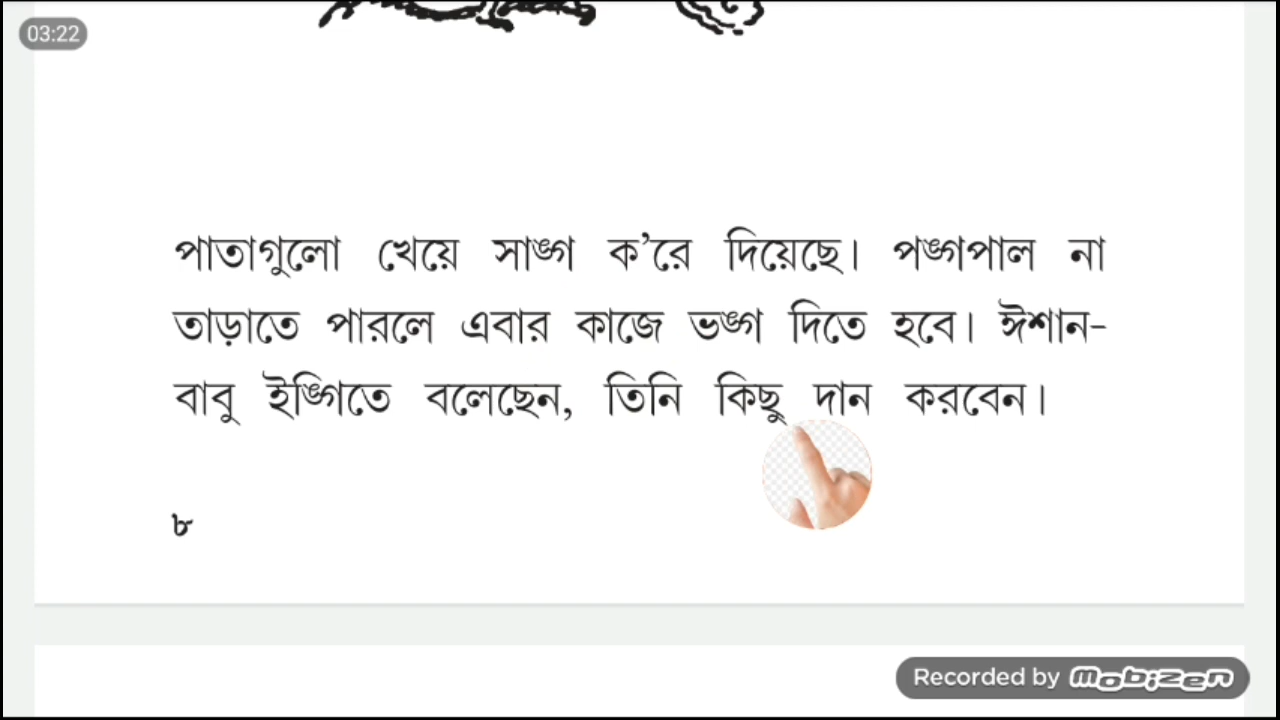 03:22
পাতাগুলো খেয়ে সাঙ্গ ক’রে দিয়েছে। পঙ্গপাল না
তাড়াতে পারলে এবার কাজে ভঙ্গ দিতে হবে। ঈশান-
বাবু ইঙ্গিতে বলেছেন, তিনি কিছু দান করবেন।
৮
Recorded by mobizen